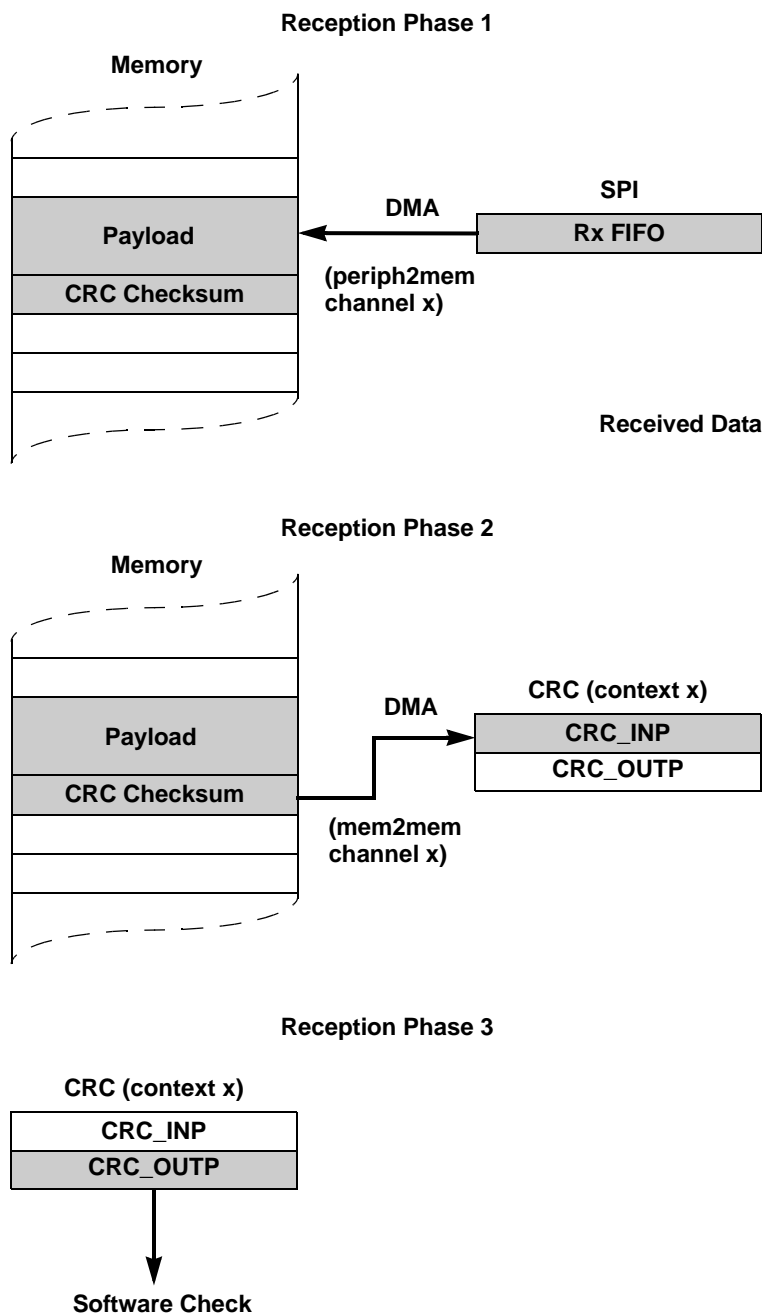 Reception Phase 1
Memory
SPI
DMA
Payload
Rx FIFO
(periph2mem
channel x)
CRC Checksum
Received Data
Reception Phase 2
Memory
CRC (context x)
DMA
CRC_INP
Payload
CRC_OUTP
CRC Checksum
(mem2mem
channel x)
Reception Phase 3
CRC (context x)
CRC_INP
CRC_OUTP
Software Check